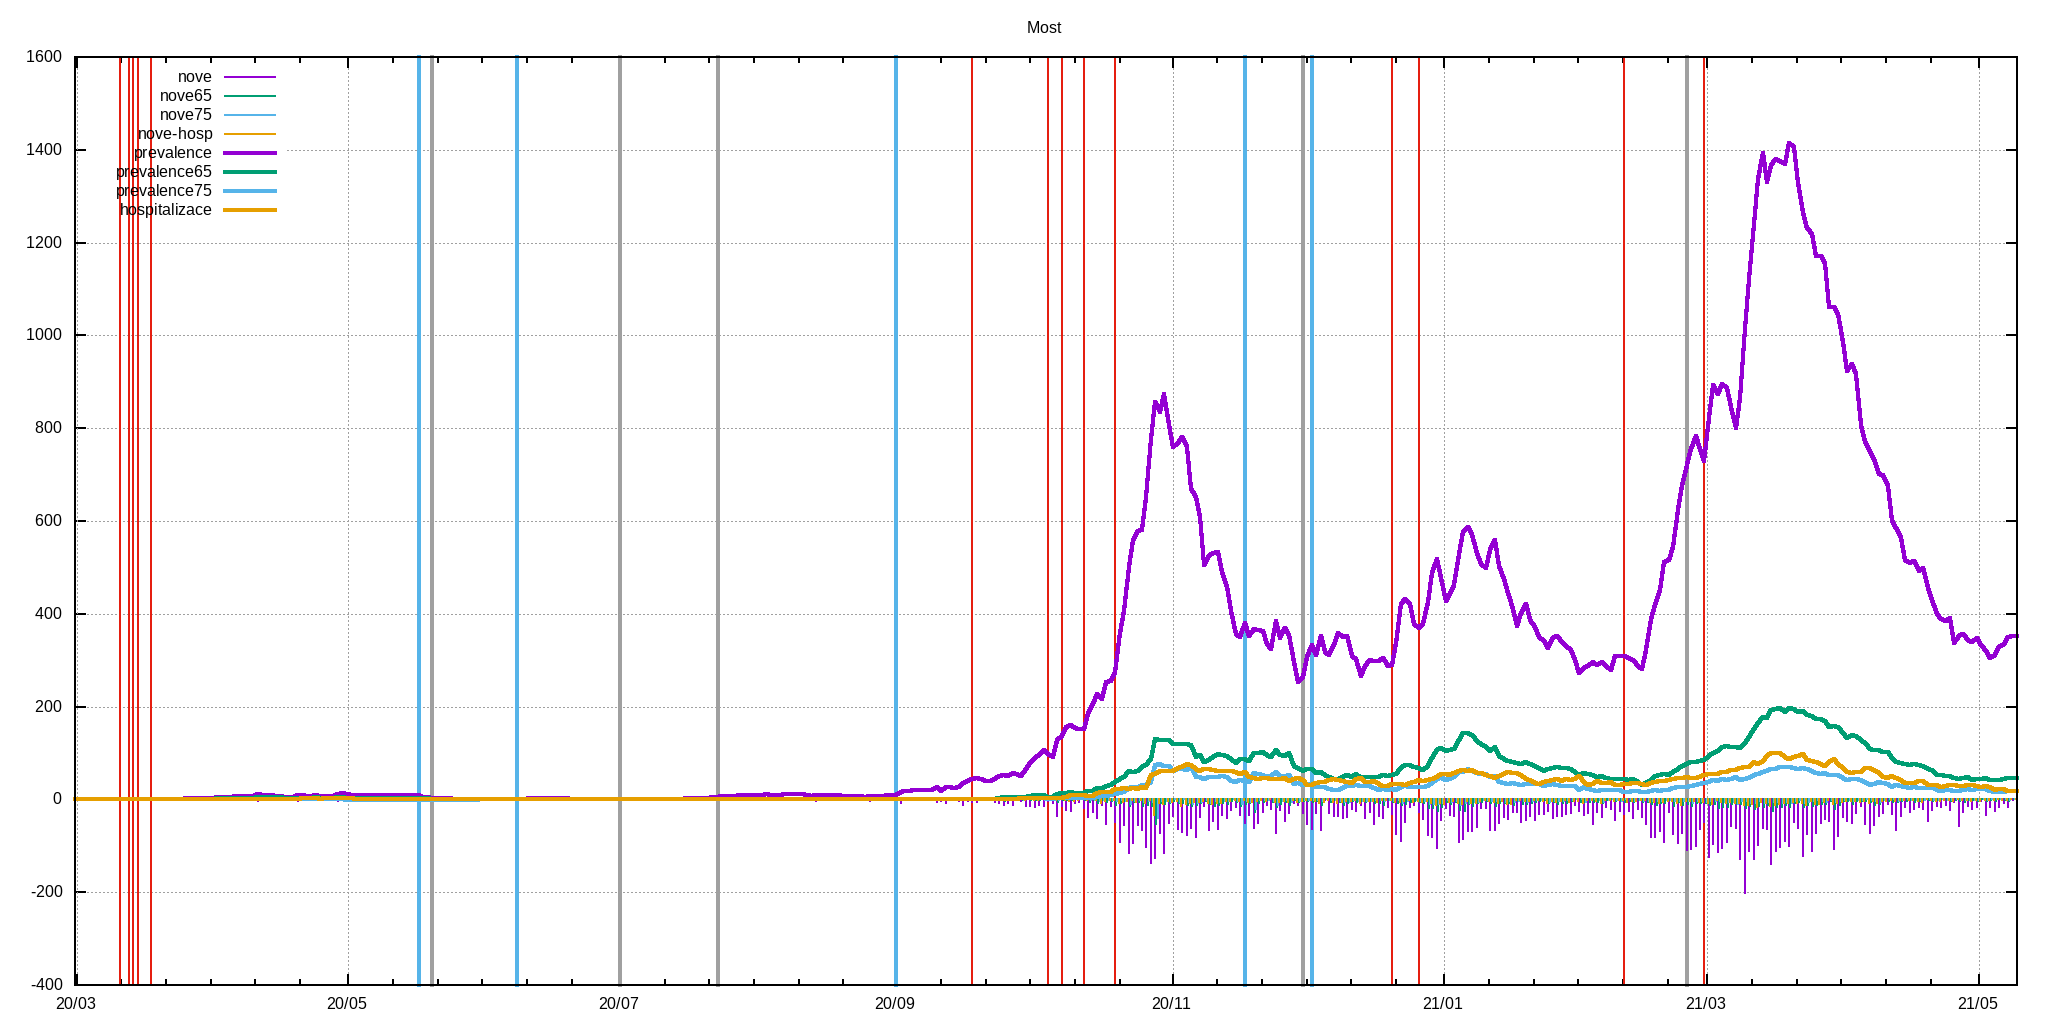 Most
1600
1400
1200
1000
800
600
400
200
0
-200
-400
nove
nove65
nove75
nove-hosp
prevalence
prevalence65
prevalence75
hospitalizace
20/03
20/05
20/07
20/09
20/11
21/01
21/03
21/05